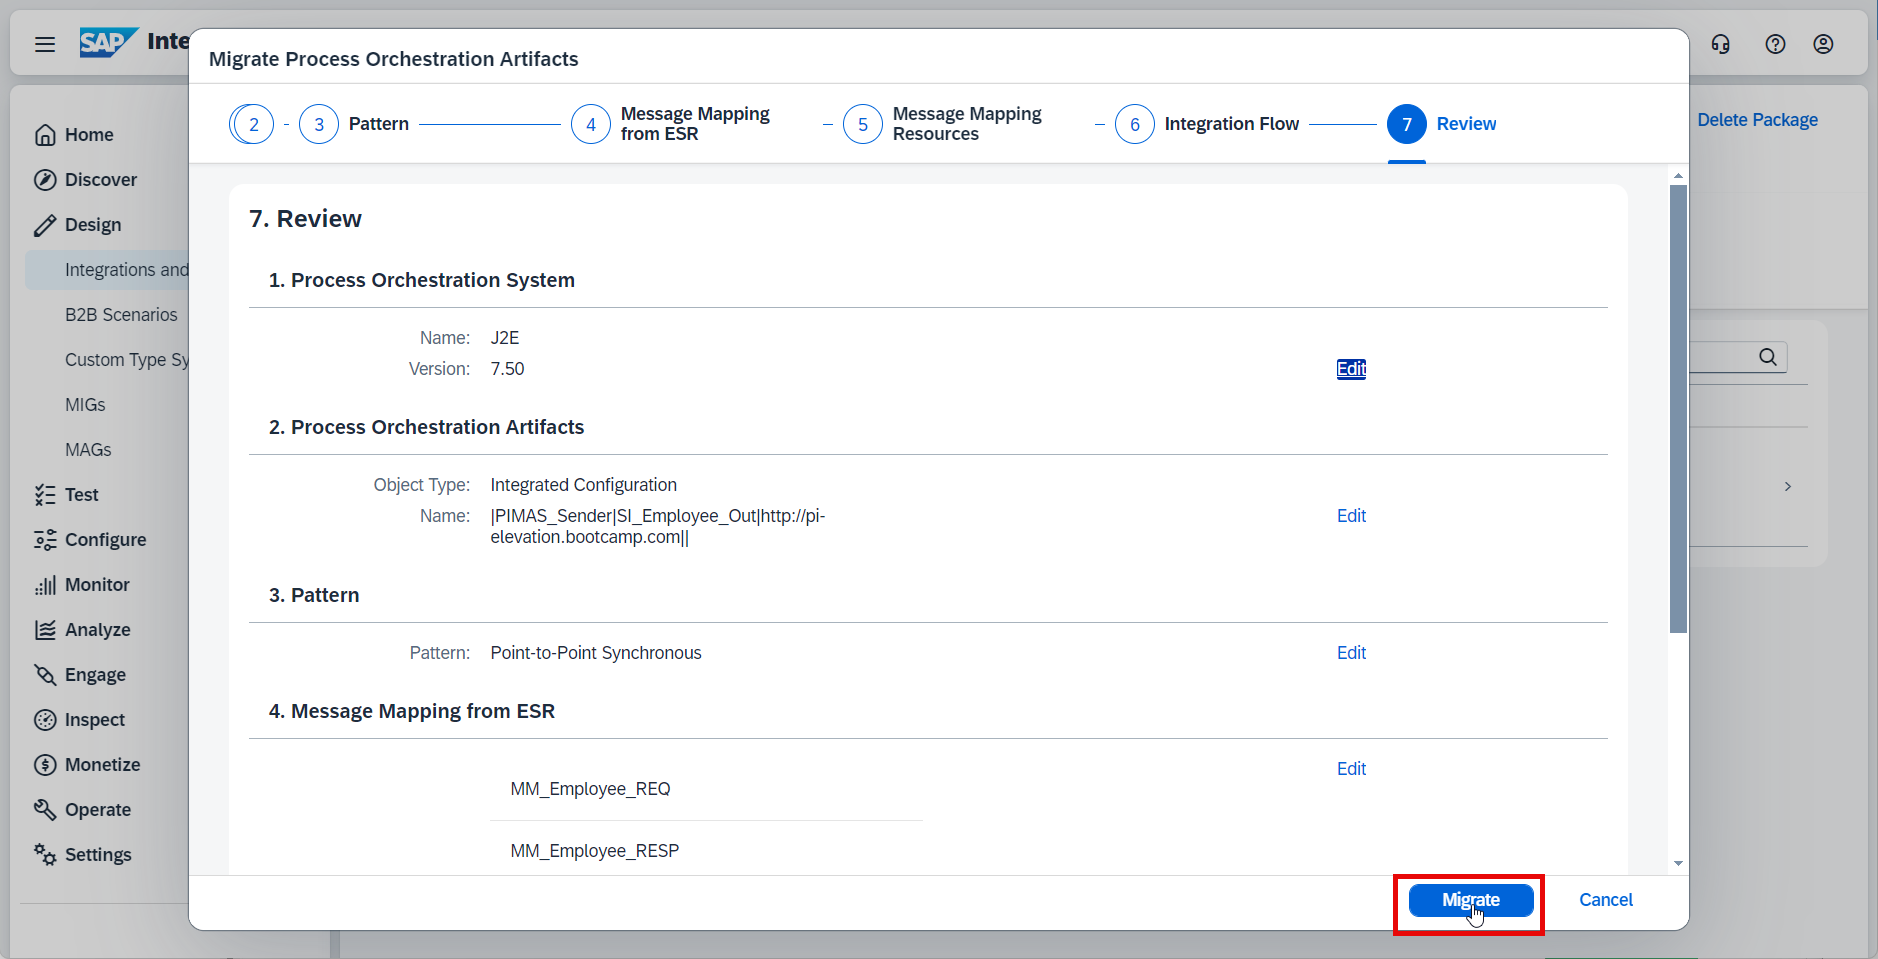 SAP Inte
Migrate Process Orchestration Artifacts
2
3 Pattern
4 Message Mapping
from ESR
5 Message Mapping
Resources
6 Integration Flow
7 Review
Delete Package
Home
Discover
Design
Integrations and
B2B Scenarios
Custom Type Sy
MIGs
MAGs
Test
Configure
Monitor
Analyze
Engage
Inspect
Monetize
Operate
Settings
7. Review
1. Process Orchestration System
Name: J2E
Version: 7.50 Edit
2. Process Orchestration Artifacts
Object Type: Integrated Configuration
Name: |PIMAS_Sender|SI_Employee_Out|http://pi- Edit
elevation.bootcamp.com||
3. Pattern
Pattern: Point-to-Point Synchronous Edit
4. Message Mapping from ESR
Edit
MM_Employee_REQ
MM_Employee_RESP
Migrate Cancel